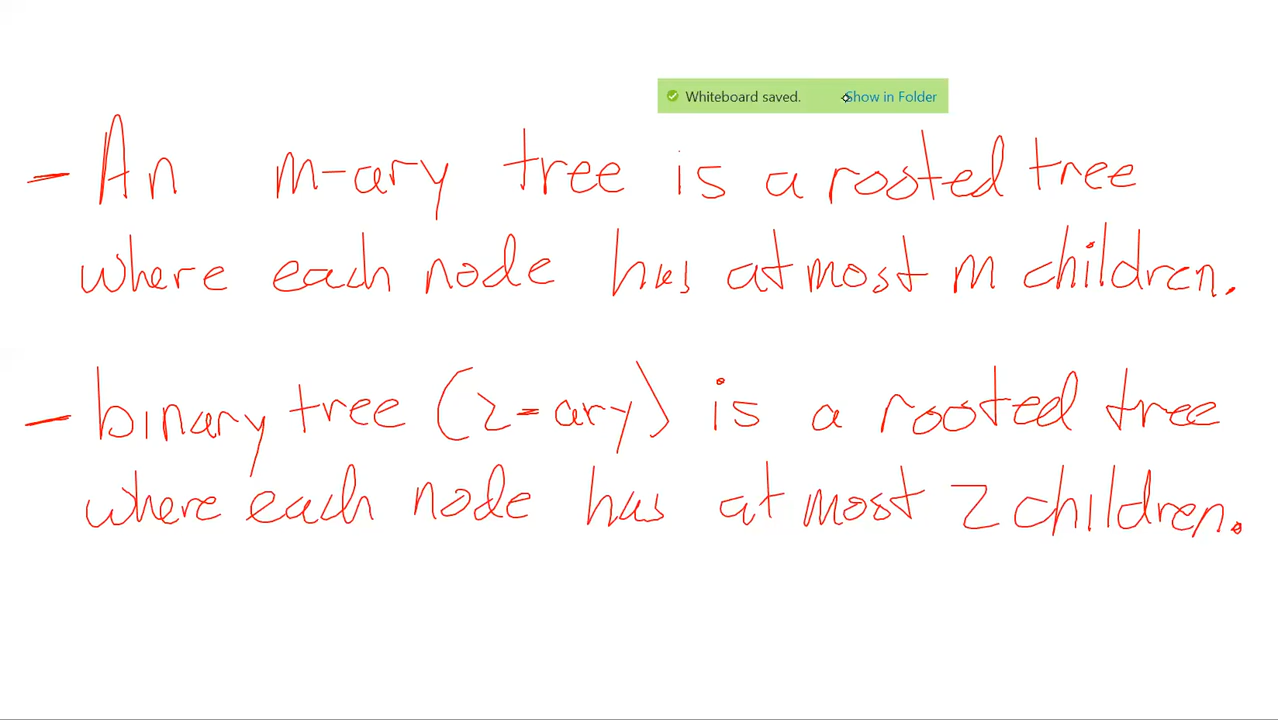 Whiteboard saved. Show in Folder
- An m-ary tree is a rooted tree
where each node has at most m children.
- binary tree (2-ary) is a rooted tree
where each node has at most 2 children.